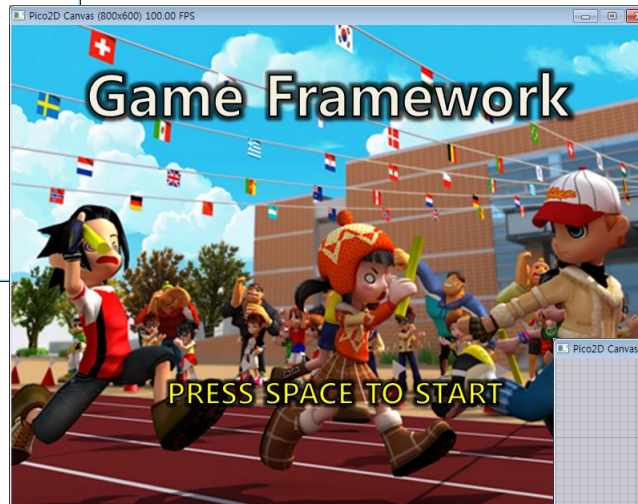 Pico2D Canvas (800x600) 100.00 FPS
Game Framework
PRESS SPACE TO START
Pico2D Canvas